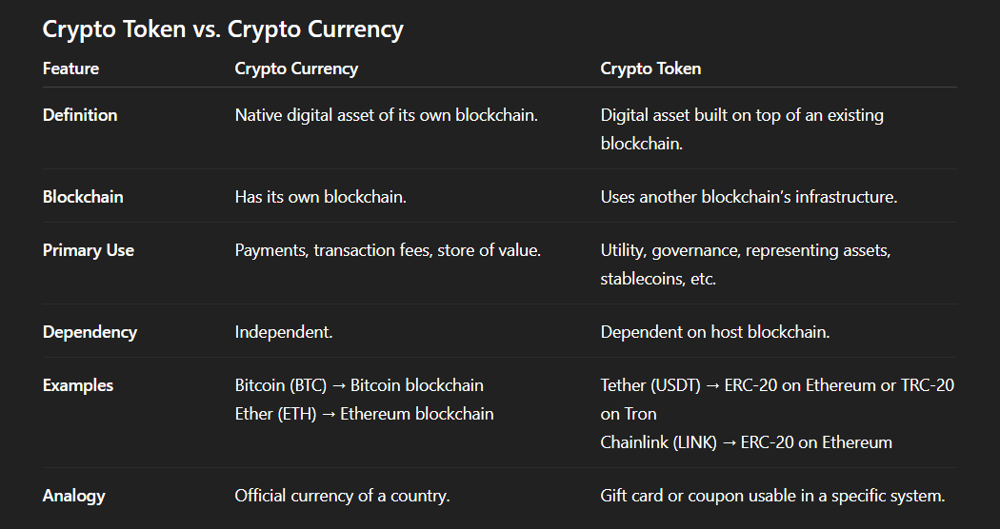 Crypto Token vs. Crypto Currency
Feature Crypto Currency Crypto Token
Definition Native digital asset of its own blockchain. Digital asset built on top of an existing
blockchain.
Blockchain Has its own blockchain. Uses another blockchain’s infrastructure.
Primary Use Payments, transaction fees, store of value. Utility, governance, representing assets,
stablecoins, etc.
Dependency Independent. Dependent on host blockchain.
Examples Bitcoin (BTC) → Bitcoin blockchain Tether (USDT) → ERC-20 on Ethereum or TRC-20
Ether (ETH) → Ethereum blockchain on Tron
Chainlink (LINK) → ERC-20 on Ethereum
Analogy Official currency of a country. Gift card or coupon usable in a specific system.